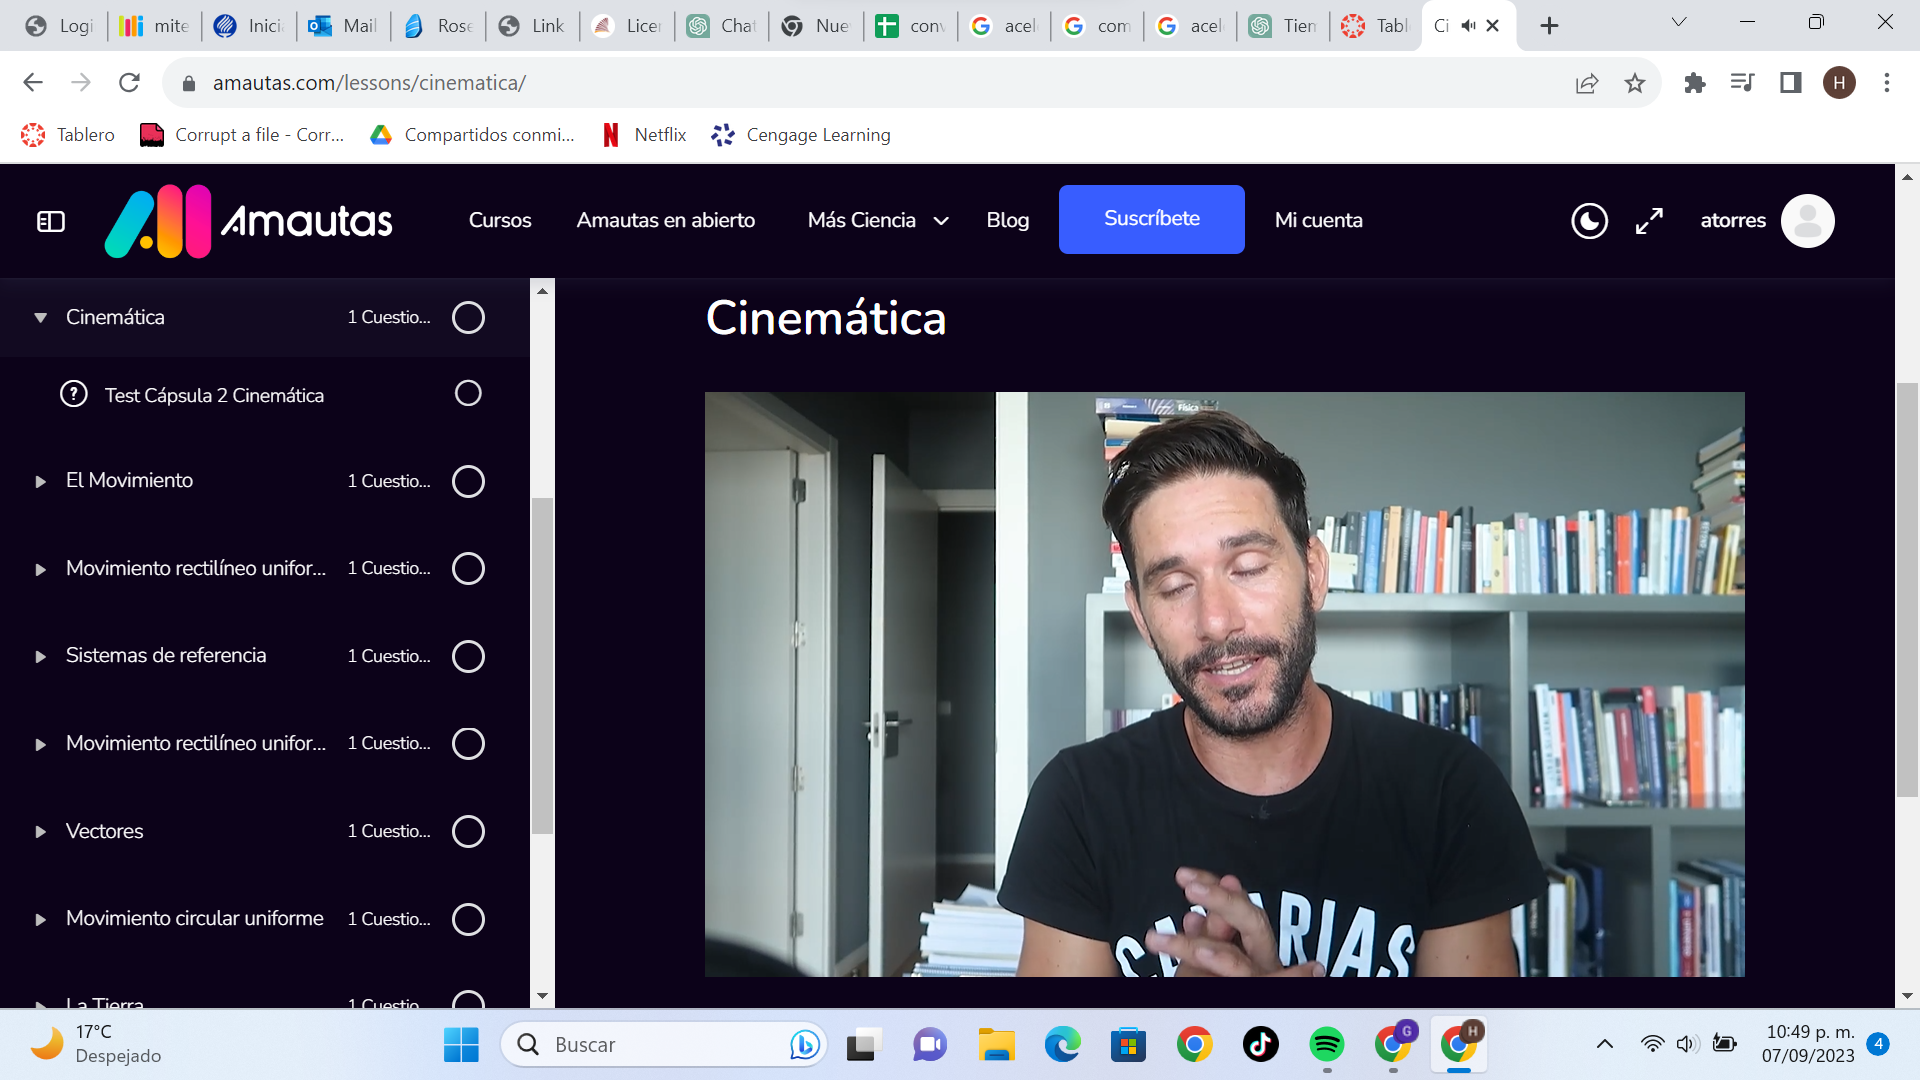 Logi
mite
Inici
Mail
Rose
Link
Licer
Chat
Nue
conv
acel
com
acel
Tiem
Tabl
Ci
amautas.com/lessons/cinematica/
H
Tablero
Corrupt a file - Corr...
Compartidos conmi...
Netflix
Cengage Learning
Amautas
Cursos
Amautas en abierto
Más Ciencia
Blog
Suscríbete
Mi cuenta
atorres
Cinemática 1 Cuestio...
Test Cápsula 2 Cinemática
El Movimiento 1 Cuestio...
Movimiento rectilíneo unifor... 1 Cuestio...
Sistemas de referencia 1 Cuestio...
Movimiento rectilíneo unifor... 1 Cuestio...
Vectores 1 Cuestio...
Movimiento circular uniforme 1 Cuestio...
La Tierra 1 Cuestio...
Cinemática
Física
17°C
Despejado
Buscar
G
H
10:49 p. m.
07/09/2023
4